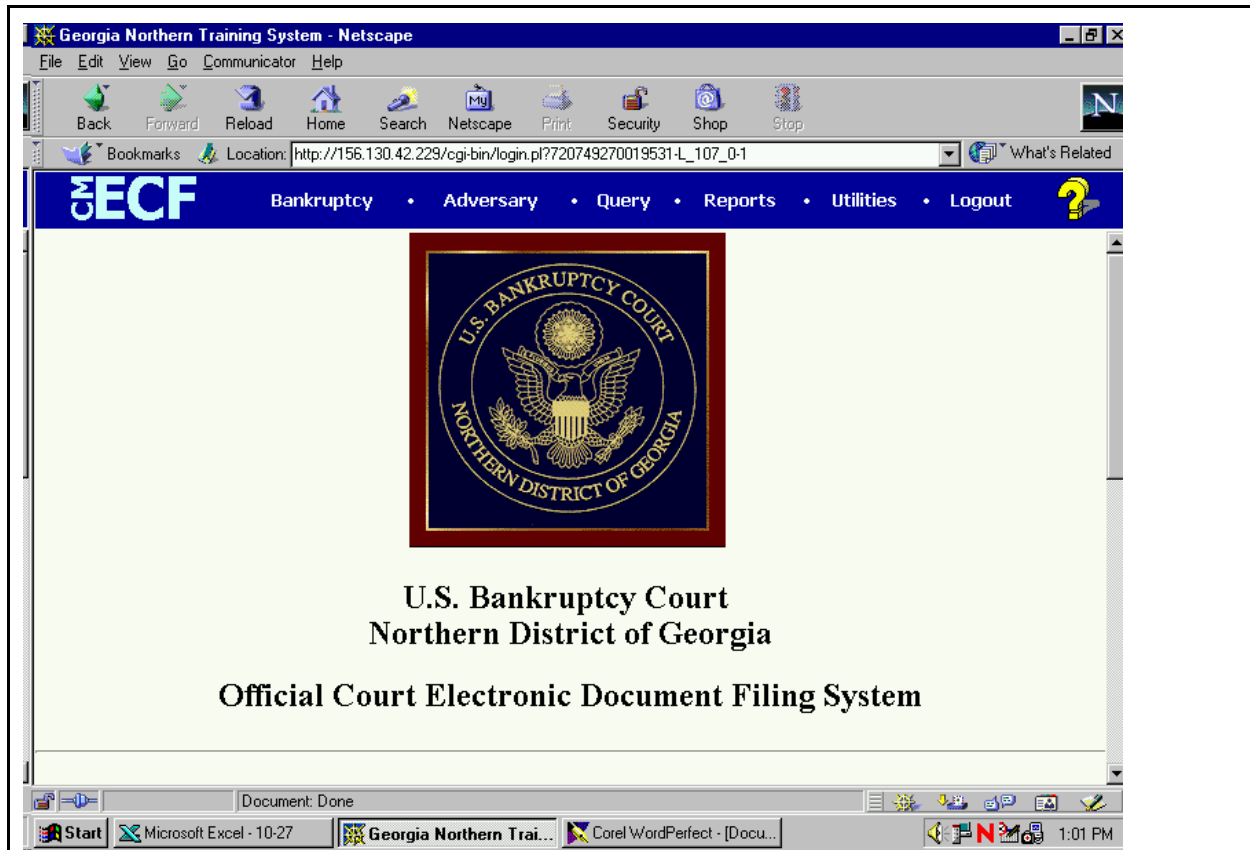 Georgia Northern Training System - Netscape
File Edit View Go Communicator Help
Back Forward Reload Home Search Netscape Print Security Shop Stop
My
N
Bookmarks Location: http://156.130.42.229/cgi-bin/login.pl?720749270019531-L_107_0-1 What's Related
CM ECF Bankruptcy • Adversary • Query • Reports • Utilities • Logout ?
U.S. BANKRUPTCY COURT
NORTHERN DISTRICT OF GEORGIA
U.S. Bankruptcy Court
Northern District of Georgia
Official Court Electronic Document Filing System
Document: Done
Start Microsoft Excel - 10-27 Georgia Northern Trai... Corel WordPerfect - [Docu... N 1:01 PM